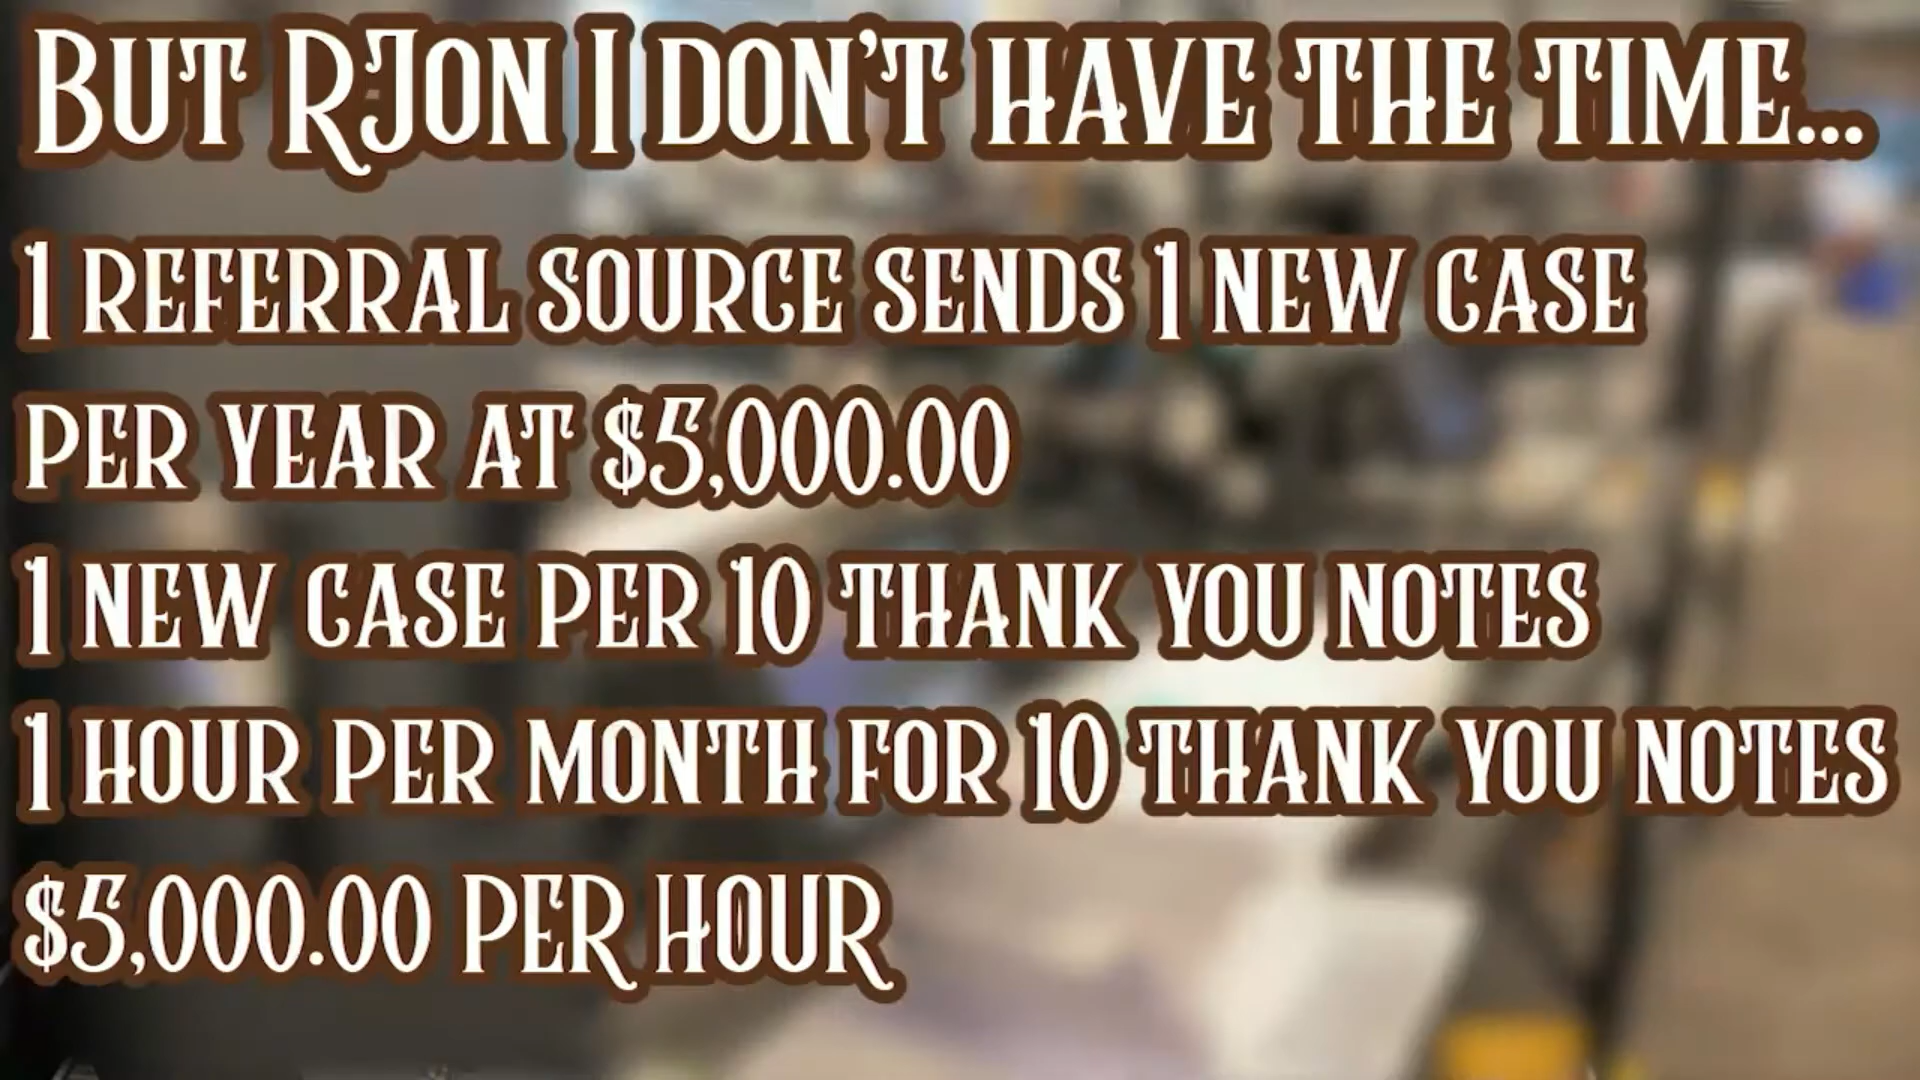 But RJon I don't have the time...
1 referral source sends 1 new case
per year at $5,000.00
1 new case per 10 thank you notes
1 hour per month for 10 thank you notes
$5,000.00 per hour